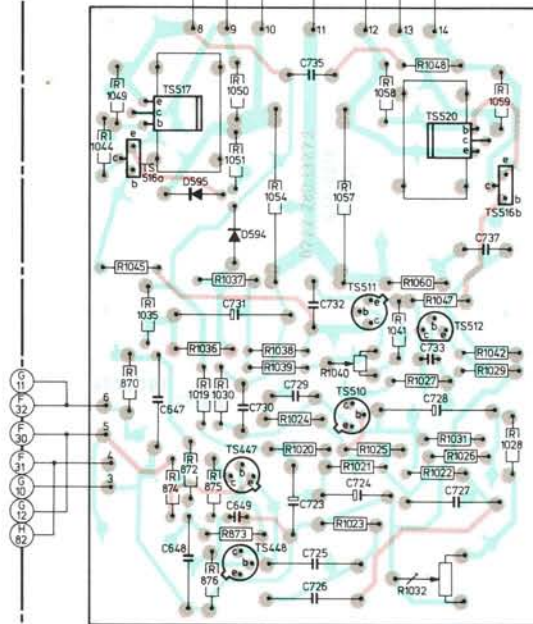 8 9 10 11 12 13 14
C735
R1048
R 1049
TS517
R 1050
R 1058
R 1059
e
c
b
TS520
b
c
e
R 1044
e
c
b
TS 516a
R 1051
D595
R 1054
R 1057
e
c
b
TS516b
D594
C737
R1045
R1037
TS511
R1060
R 1035
C731
C732
e
b
c
R 1041
R1047
b
e
c
TS512
C733
R1036
R1038
R1039
R1040
R1042
R1029
R1027
G 11
F 32
F 30
F 31
G 10
G 12
H 82
6
5
4
3
R 870
C647
R 1019
R 1030
C730
C729
R1024
TS510
c
b
e
C728
R 1028
TS447
R1020
R1025
R1021
R1031
R1026
R1022
R 874
R 872
R 875
e
b
c
C649
C723
C724
C727
R873
R1023
C648
TS448
c
b
e
R 876
C725
C726
R1032